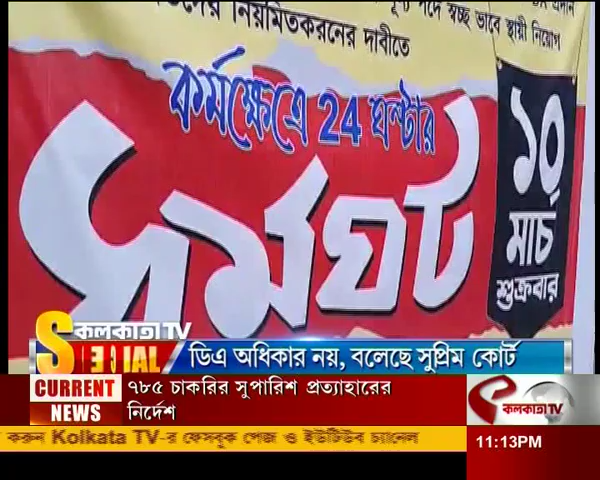 নিয়মিতকরনের দাবীতে
পদে স্বচ্ছ ভাবে স্থায়ী নিয়োগ
কর্মক্ষেত্রে 24 ঘন্টার
ধর্মঘট
১০
মার্চ
শুক্রবার
কলকাতা TV
SPECIAL
ডিএ অধিকার নয়, বলেছে সুপ্রিম কোর্ট
CURRENT
NEWS
৭৮৫ চাকরির সুপারিশ প্রত্যাহারের
নির্দেশ
কলকাতা TV
করুন Kolkata TV-র ফেসবুক পেজ ও ইউটিউব চ্যানেল
11:13PM